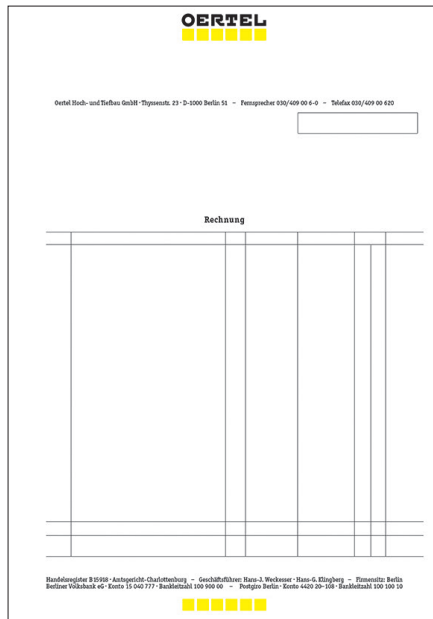 OERTEL
Oertel Hoch- und Tiefbau GmbH · Thyssenstr. 23 · D-1000 Berlin 51 – Fernsprecher 030/409 00 6-0 – Telefax 030/409 00 620
Rechnung
Handelsregister B 15918 · Amtsgericht-Charlottenburg – Geschäftsführer: Hans-J. Weckesser · Hans-G. Klingberg – Firmensitz: Berlin
Berliner Volksbank eG · Konto 15 040 777 · Bankleitzahl 100 900 00 – Postgiro Berlin · Konto 4420 20–108 · Bankleitzahl 100 100 10